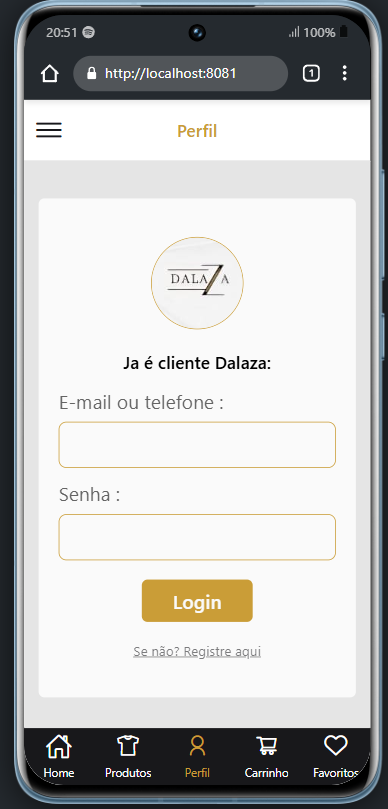 20:51 100%
http://localhost:8081 1
Perfil
DALAZA
Ja é cliente Dalaza:
E-mail ou telefone :
Senha :
Login
Se não? Registre aqui
Home Produtos Perfil Carrinho Favoritos